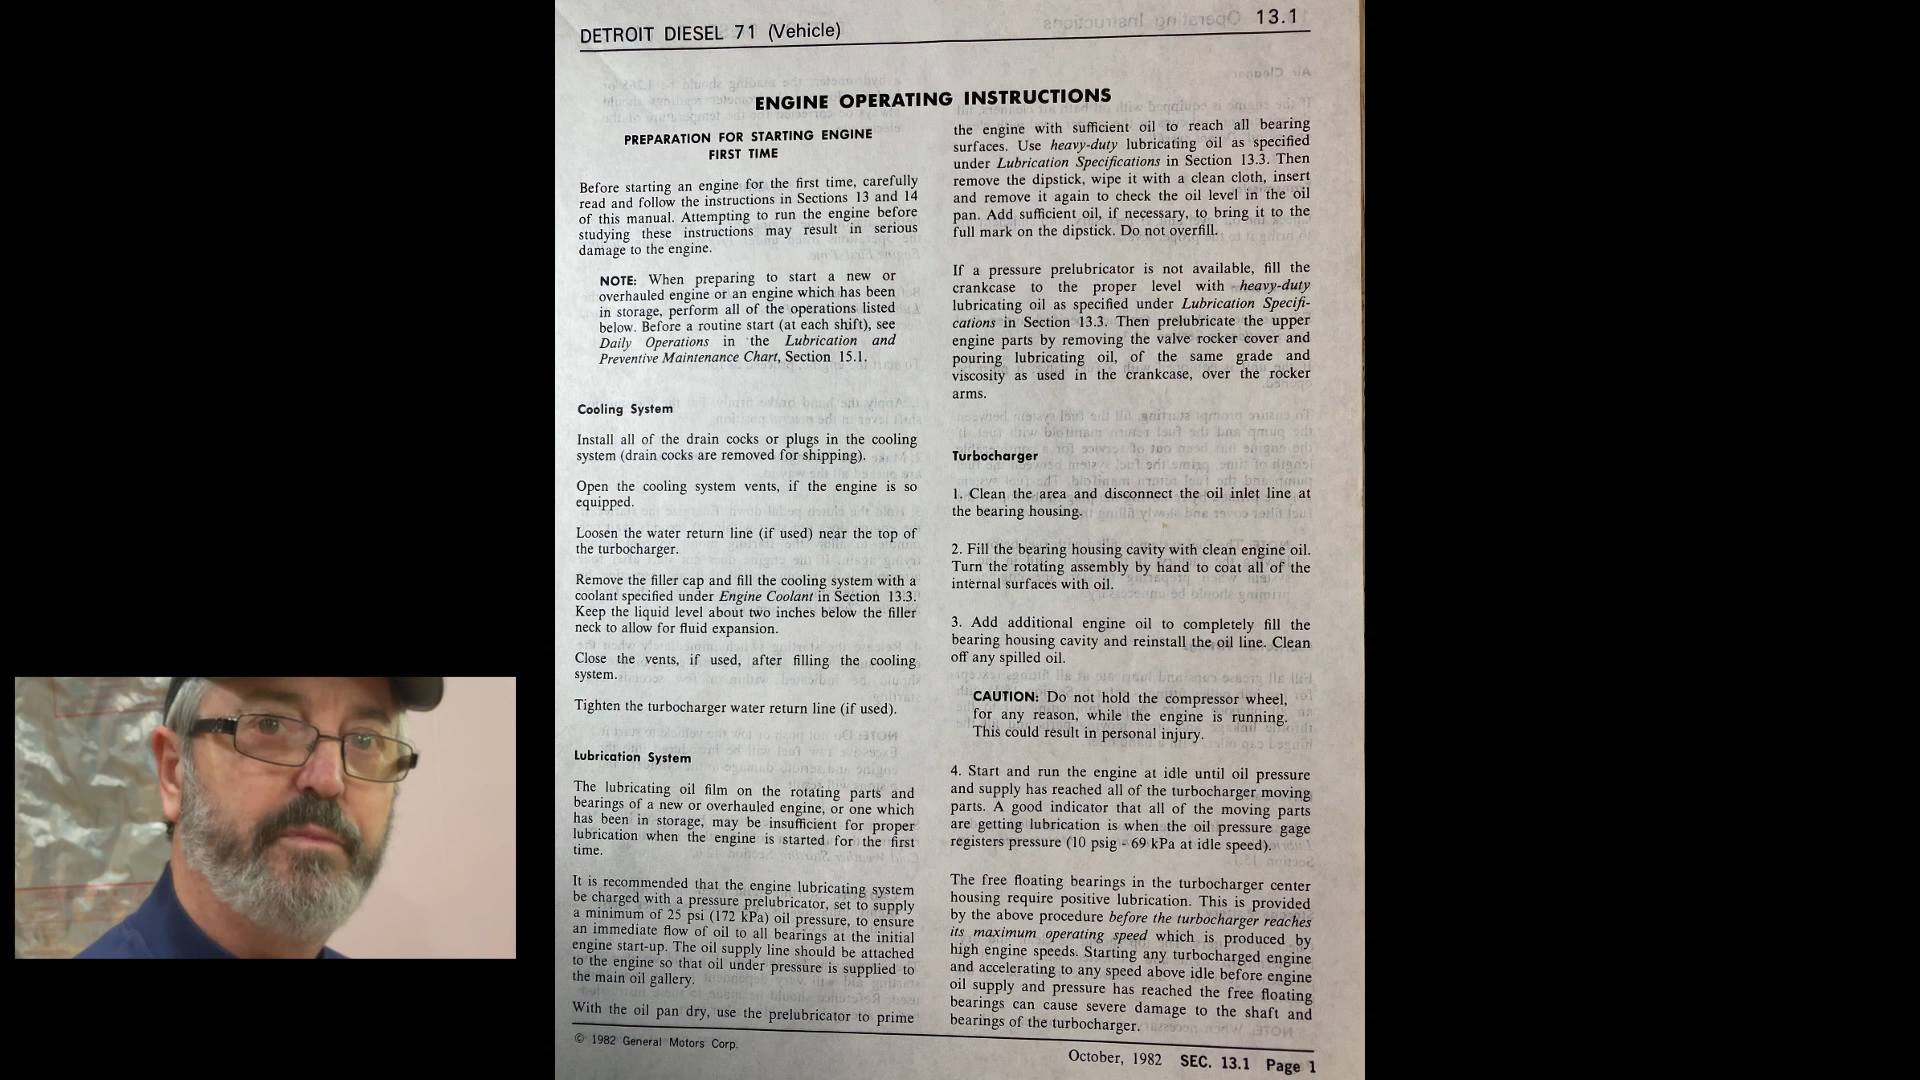 DETROIT DIESEL 71 (Vehicle)
13.1
ENGINE OPERATING INSTRUCTIONS
PREPARATION FOR STARTING ENGINE
FIRST TIME
Before starting an engine for the first time, carefully
read and follow the instructions in Sections 13 and 14
of this manual. Attempting to run the engine before
studying these instructions may result in serious
damage to the engine.
NOTE: When preparing to start a new or
overhauled engine or an engine which has been
in storage, perform all of the operations listed
below. Before a routine start (at each shift), see
Daily Operations in the Lubrication and
Preventive Maintenance Chart, Section 15.1.
Cooling System
Install all of the drain cocks or plugs in the cooling
system (drain cocks are removed for shipping).
Open the cooling system vents, if the engine is so
equipped.
Loosen the water return line (if used) near the top of
the turbocharger.
Remove the filler cap and fill the cooling system with a
coolant specified under Engine Coolant in Section 13.3.
Keep the liquid level about two inches below the filler
neck to allow for fluid expansion.
Close the vents, if used, after filling the cooling
system.
Tighten the turbocharger water return line (if used).
Lubrication System
The lubricating oil film on the rotating parts and
bearings of a new or overhauled engine, or one which
has been in storage, may be insufficient for proper
lubrication when the engine is started for the first
time.
It is recommended that the engine lubricating system
be charged with a pressure prelubricator, set to supply
a minimum of 25 psi (172 kPa) oil pressure, to ensure
an immediate flow of oil to all bearings at the initial
engine start-up. The oil supply line should be attached
to the engine so that oil under pressure is supplied to
the main oil gallery.
With the oil pan dry, use the prelubricator to prime
the engine with sufficient oil to reach all bearing
surfaces. Use heavy-duty lubricating oil as specified
under Lubrication Specifications in Section 13.3. Then
remove the dipstick, wipe it with a clean cloth, insert
and remove it again to check the oil level in the oil
pan. Add sufficient oil, if necessary, to bring it to the
full mark on the dipstick. Do not overfill.
If a pressure prelubricator is not available, fill the
crankcase to the proper level with heavy-duty
lubricating oil as specified under Lubrication Specifi-
cations in Section 13.3. Then prelubricate the upper
engine parts by removing the valve rocker cover and
pouring lubricating oil, of the same grade and
viscosity as used in the crankcase, over the rocker
arms.
Turbocharger
1. Clean the area and disconnect the oil inlet line at
the bearing housing.
2. Fill the bearing housing cavity with clean engine oil.
Turn the rotating assembly by hand to coat all of the
internal surfaces with oil.
3. Add additional engine oil to completely fill the
bearing housing cavity and reinstall the oil line. Clean
off any spilled oil.
CAUTION: Do not hold the compressor wheel,
for any reason, while the engine is running.
This could result in personal injury.
4. Start and run the engine at idle until oil pressure
and supply has reached all of the turbocharger moving
parts. A good indicator that all of the moving parts
are getting lubrication is when the oil pressure gage
registers pressure (10 psig - 69 kPa at idle speed).
The free floating bearings in the turbocharger center
housing require positive lubrication. This is provided
by the above procedure before the turbocharger reaches
its maximum operating speed which is produced by
high engine speeds. Starting any turbocharged engine
and accelerating to any speed above idle before engine
oil supply and pressure has reached the free floating
bearings can cause severe damage to the shaft and
bearings of the turbocharger.
© 1982 General Motors Corp.
October, 1982 SEC. 13.1 Page 1